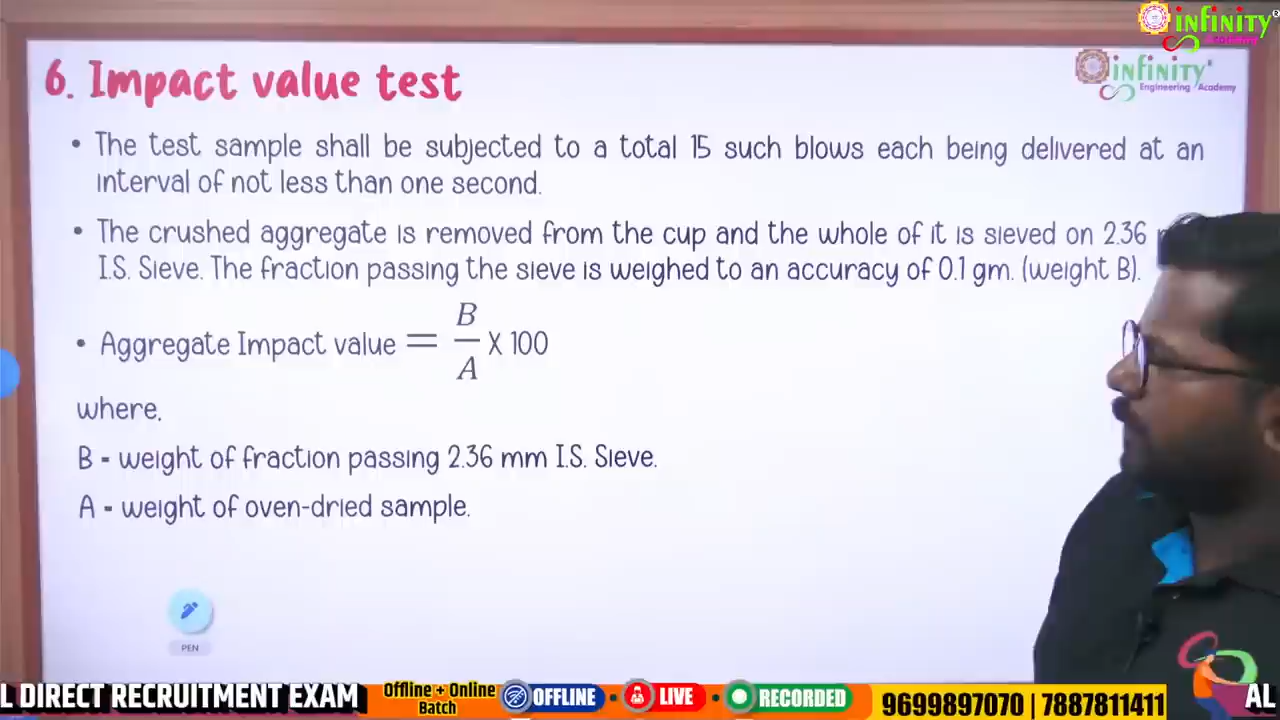 infinity
infinity
Engineering Academy
6. Impact value test
• The test sample shall be subjected to a total 15 such blows each being delivered at an
interval of not less than one second.
• The crushed aggregate is removed from the cup and the whole of it is sieved on 2.36
I.S. Sieve. The fraction passing the sieve is weighed to an accuracy of 0.1 gm. (weight B).
• Aggregate Impact value = B/A X 100
where,
B - weight of fraction passing 2.36 mm I.S. Sieve.
A - weight of oven-dried sample.
PEN
L DIRECT RECRUITMENT EXAM
Offline + Online
Batch
OFFLINE • LIVE • RECORDED
9699897070 | 7887811411
AL